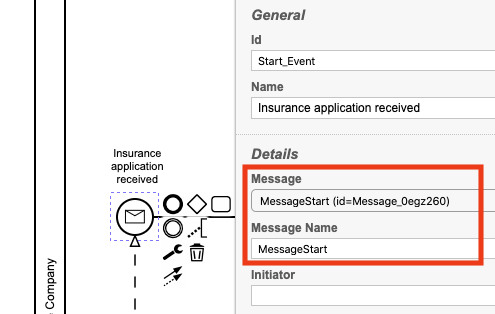 General
Id
Start_Event
Name
Insurance application received
Insurance
application
received
Details
Message
MessageStart (id=Message_0egz260)
Message Name
MessageStart
Initiator
Company